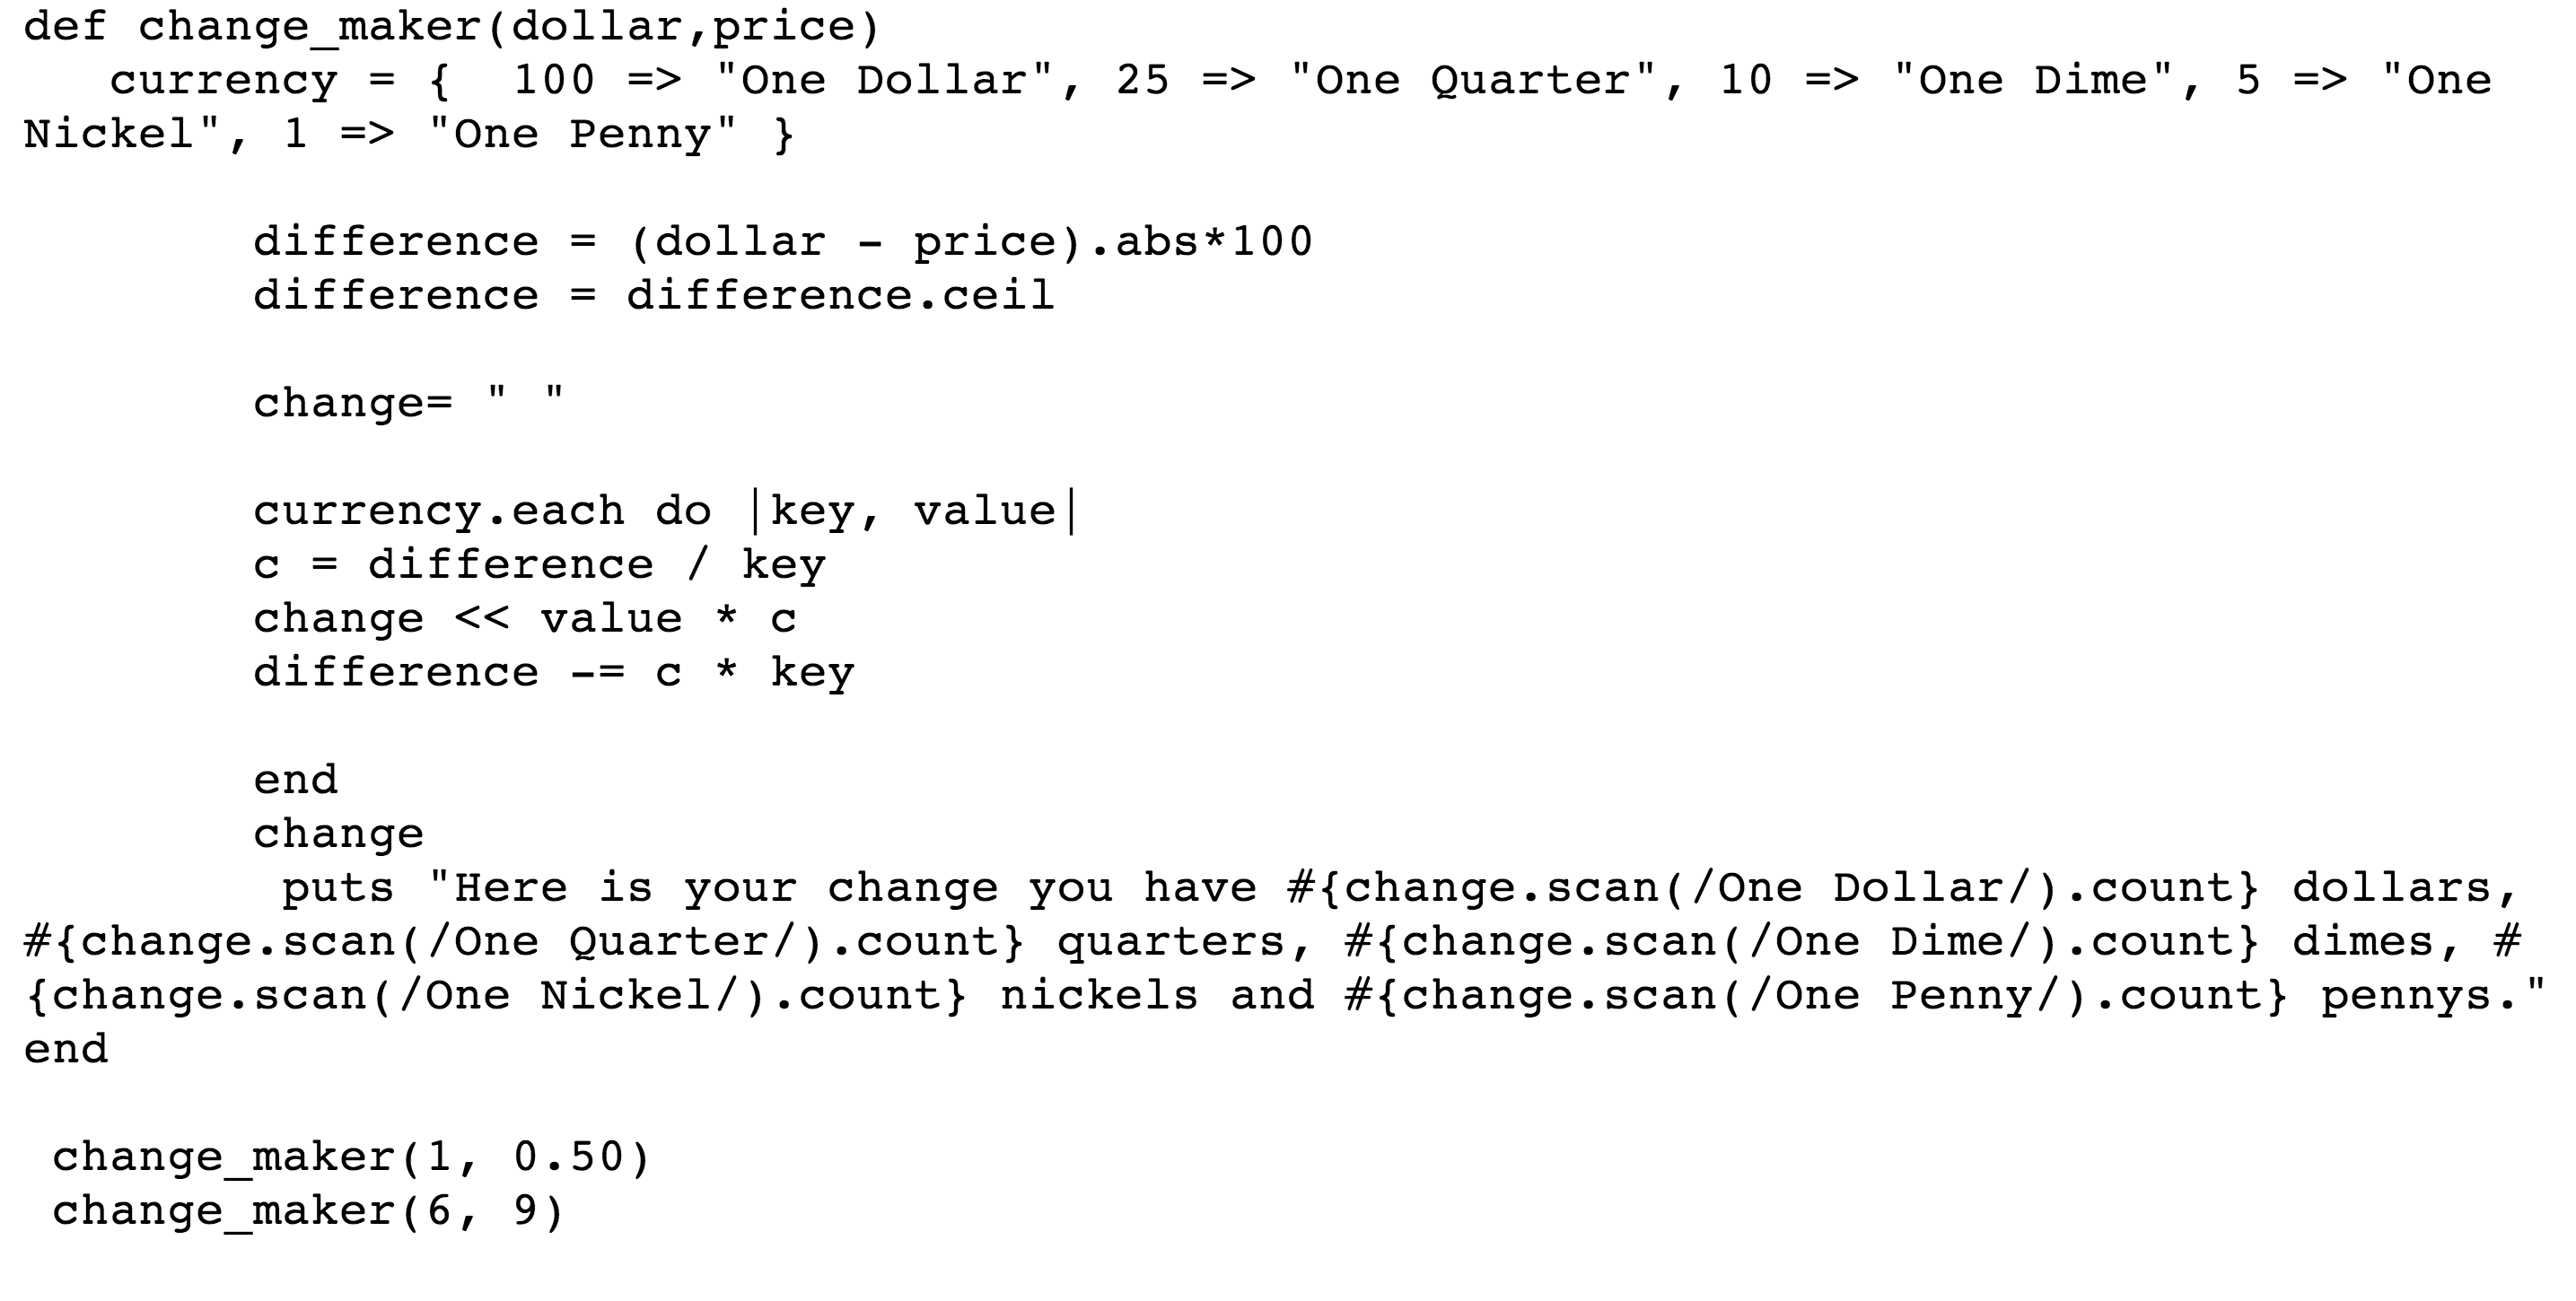 def change_maker(dollar,price)
   currency = {  100 => "One Dollar", 25 => "One Quarter", 10 => "One Dime", 5 => "One
Nickel", 1 => "One Penny" }
        difference = (dollar - price).abs*100
        difference = difference.ceil
        change= " "
        currency.each do |key, value|
        c = difference / key
        change << value * c
        difference -= c * key
        end
        change
         puts "Here is your change you have #{change.scan(/One Dollar/).count} dollars,
#{change.scan(/One Quarter/).count} quarters, #{change.scan(/One Dime/).count} dimes, #
{change.scan(/One Nickel/).count} nickels and #{change.scan(/One Penny/).count} pennys."
end
 change_maker(1, 0.50)
 change_maker(6, 9)